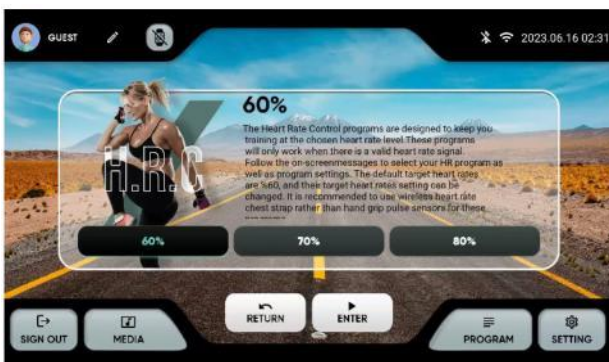 GUEST
2023.06.16 02:31
H.R.C
60%
The Heart Rate Control programs are designed to keep you
training at the chosen heart rate level.These programs
will only work when there is a valid heart rate signal.
Follow the on-screenmessages to select your HR program as
well as program settings. The default target heart rates
are %60, and their target heart rates setting can be
changed. It is recommended to use wireless heart rate
chest strap rather than hand grip pulse sensors for these
60%
70%
80%
SIGN OUT
MEDIA
RETURN
ENTER
PROGRAM
SETTING